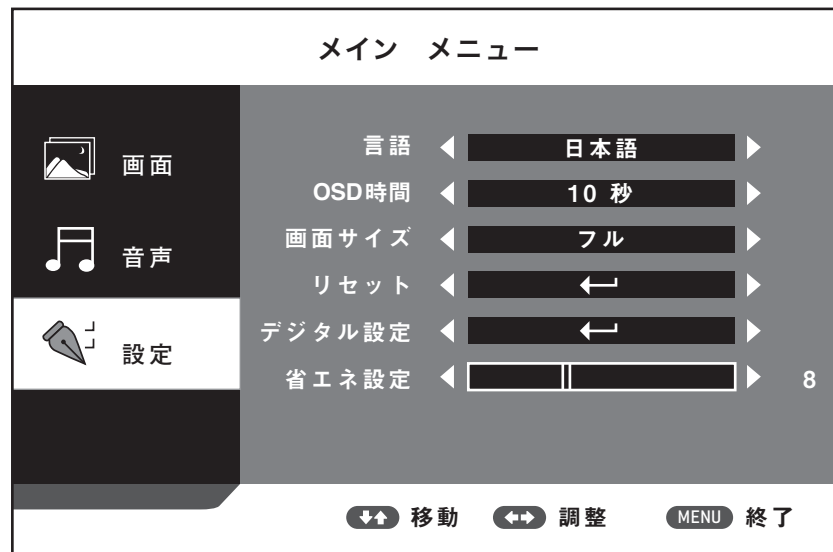 メイン メニュー
画面
音声
設定
言語 日本語
OSD時間 10 秒
画面サイズ フル
リセット
デジタル設定
省エネ設定 8
移動 調整 MENU 終了